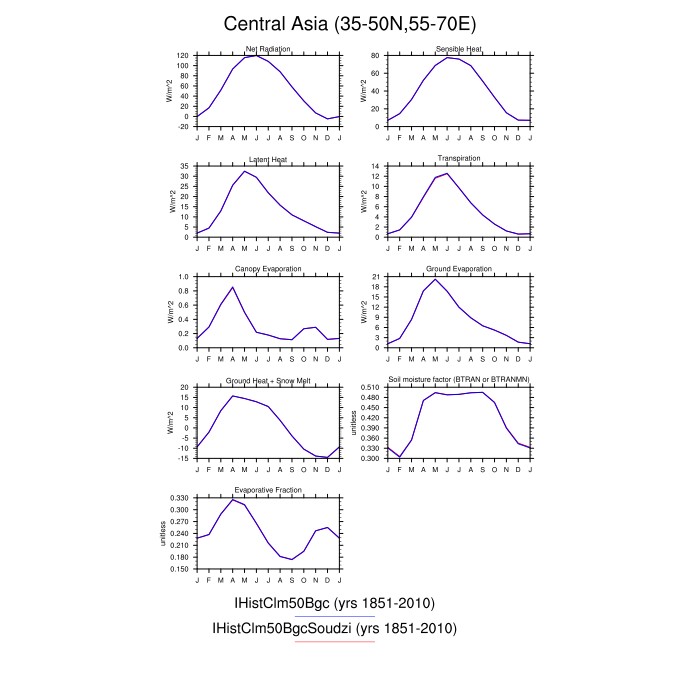 Central Asia (35-50N,55-70E)
Net Radiation
W/m^2
120
100
80
60
40
20
0
-20
J F M A M J J A S O N D J
Sensible Heat
W/m^2
80
60
40
20
0
J F M A M J J A S O N D J
Latent Heat
W/m^2
35
30
25
20
15
10
5
0
J F M A M J J A S O N D J
Transpiration
W/m^2
14
12
10
8
6
4
2
0
J F M A M J J A S O N D J
Canopy Evaporation
W/m^2
1.0
0.8
0.6
0.4
0.2
0.0
J F M A M J J A S O N D J
Ground Evaporation
W/m^2
21
18
15
12
9
6
3
0
J F M A M J J A S O N D J
Ground Heat + Snow Melt
W/m^2
20
15
10
5
0
-5
-10
-15
J F M A M J J A S O N D J
Soil moisture factor (BTRAN or BTRANMN)
unitless
0.510
0.480
0.450
0.420
0.390
0.360
0.330
0.300
J F M A M J J A S O N D J
Evaporative Fraction
unitless
0.330
0.300
0.270
0.240
0.210
0.180
0.150
J F M A M J J A S O N D J
IHistClm50Bgc (yrs 1851-2010)
IHistClm50BgcSoudzi (yrs 1851-2010)